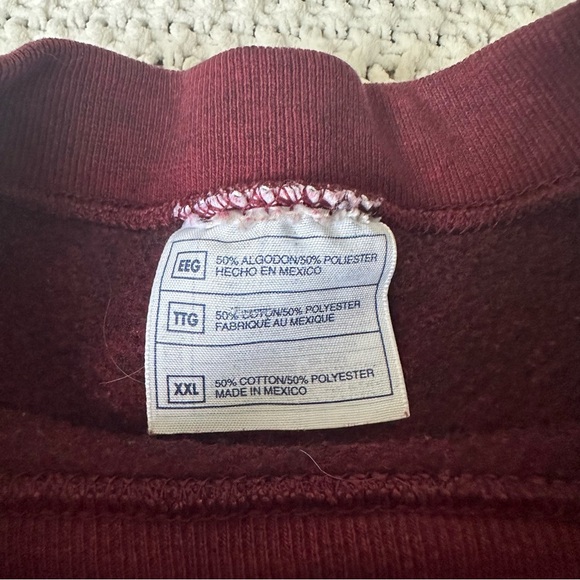 EEG 50% ALGODON/50% POLIESTER
HECHO EN MEXICO
TTG 50% COTON/50% POLYESTER
FABRIQUÉ AU MEXIQUE
XXL 50% COTTON/50% POLYESTER
MADE IN MEXICO